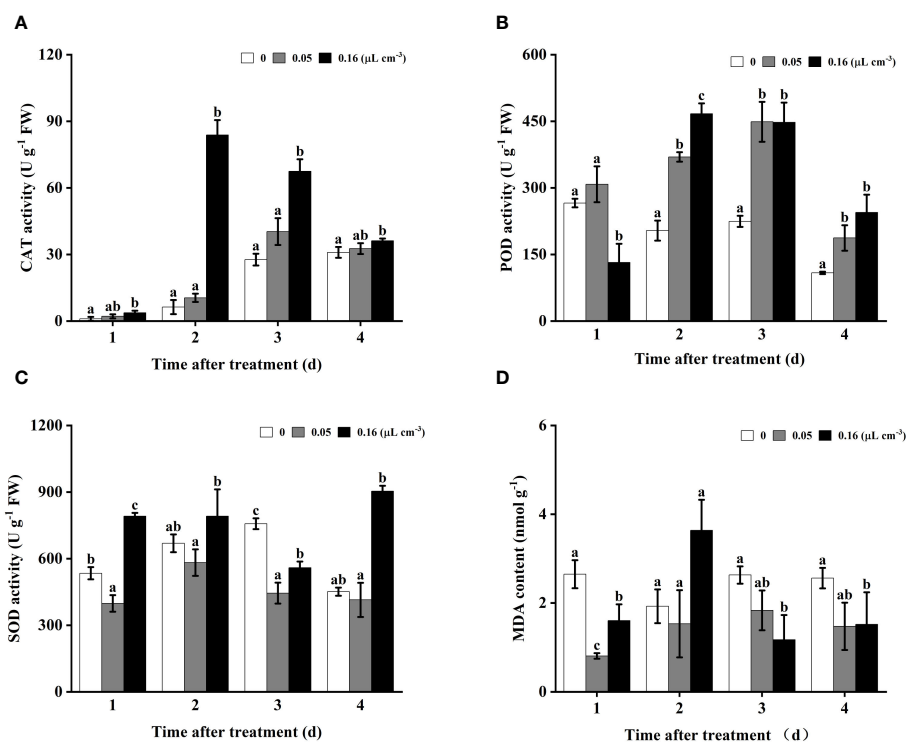 A
120
90
60
30
0
CAT activity (U g⁻¹ FW)
0 0.05 0.16 (μL cm⁻³)
a ab b
a a b
a a b
a ab b
1 2 3 4
Time after treatment (d)
B
600
450
300
150
0
POD activity (U g⁻¹ FW)
0 0.05 0.16 (μL cm⁻³)
a a b
a b c
a b b
a b b
1 2 3 4
Time after treatment (d)
C
1200
900
600
300
0
SOD activity (U g⁻¹ FW)
0 0.05 0.16 (μL cm⁻³)
b a c
ab a b
c a b
ab a b
1 2 3 4
Time after treatment (d)
D
6
4
2
0
MDA content (nmol g⁻¹)
0 0.05 0.16 (μL cm⁻³)
a c b
a a a
a ab b
a ab b
1 2 3 4
Time after treatment （d）